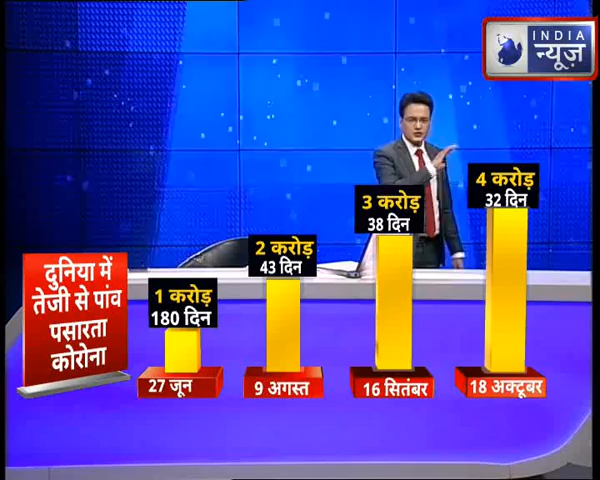 INDIA
न्यूज़
4 करोड़
32 दिन
3 करोड़
38 दिन
2 करोड़
43 दिन
1 करोड़
180 दिन
दुनिया में
तेजी से पांव
पसारता
कोरोना
27 जून
9 अगस्त
16 सितंबर
18 अक्टूबर